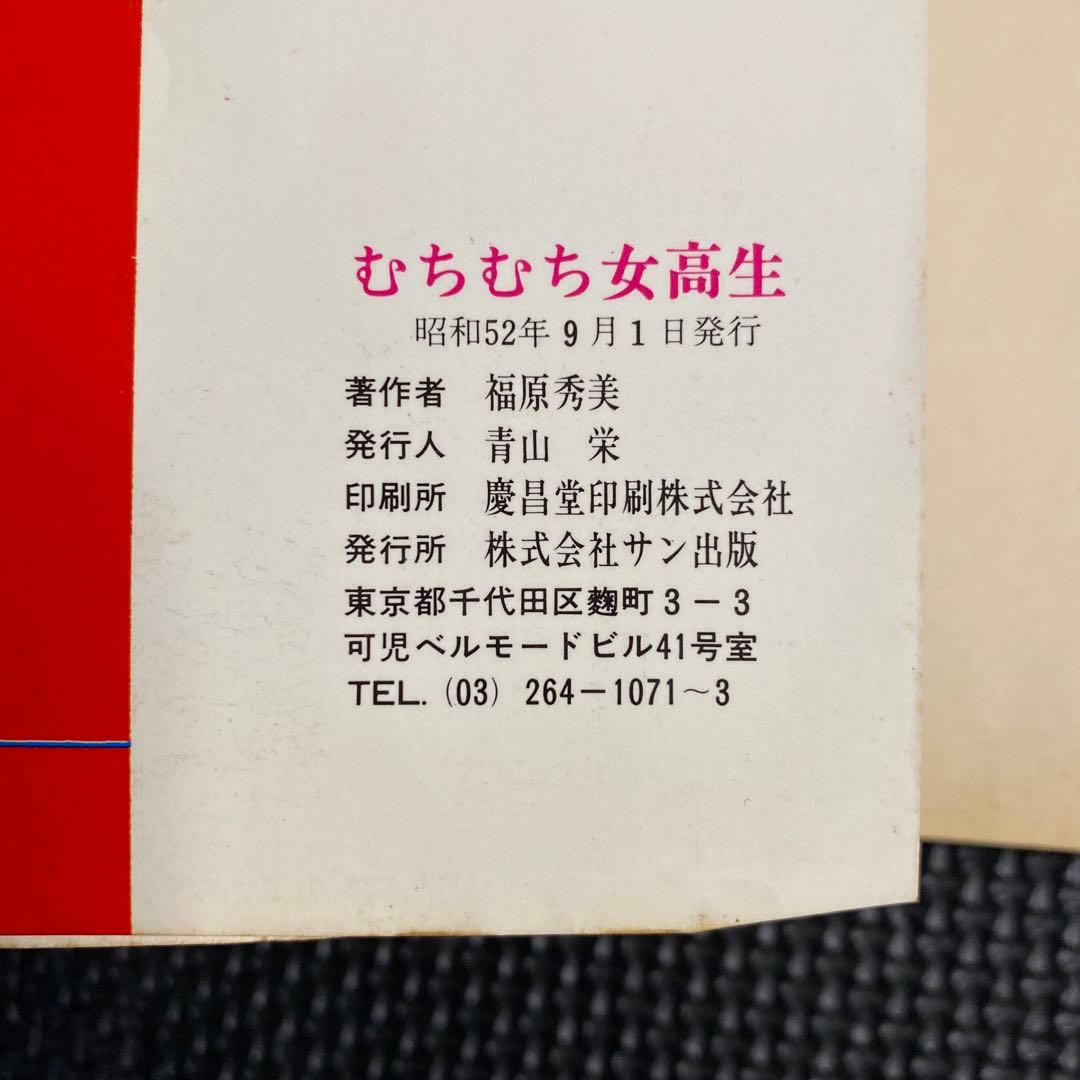 むちむち女高生
昭和52年9月1日発行
著作者 福原秀美
発行人 青山 栄
印刷所 慶昌堂印刷株式会社
発行所 株式会社サン出版
東京都千代田区麹町3-3
可児ベルモードビル41号室
TEL. (03) 264-1071~3